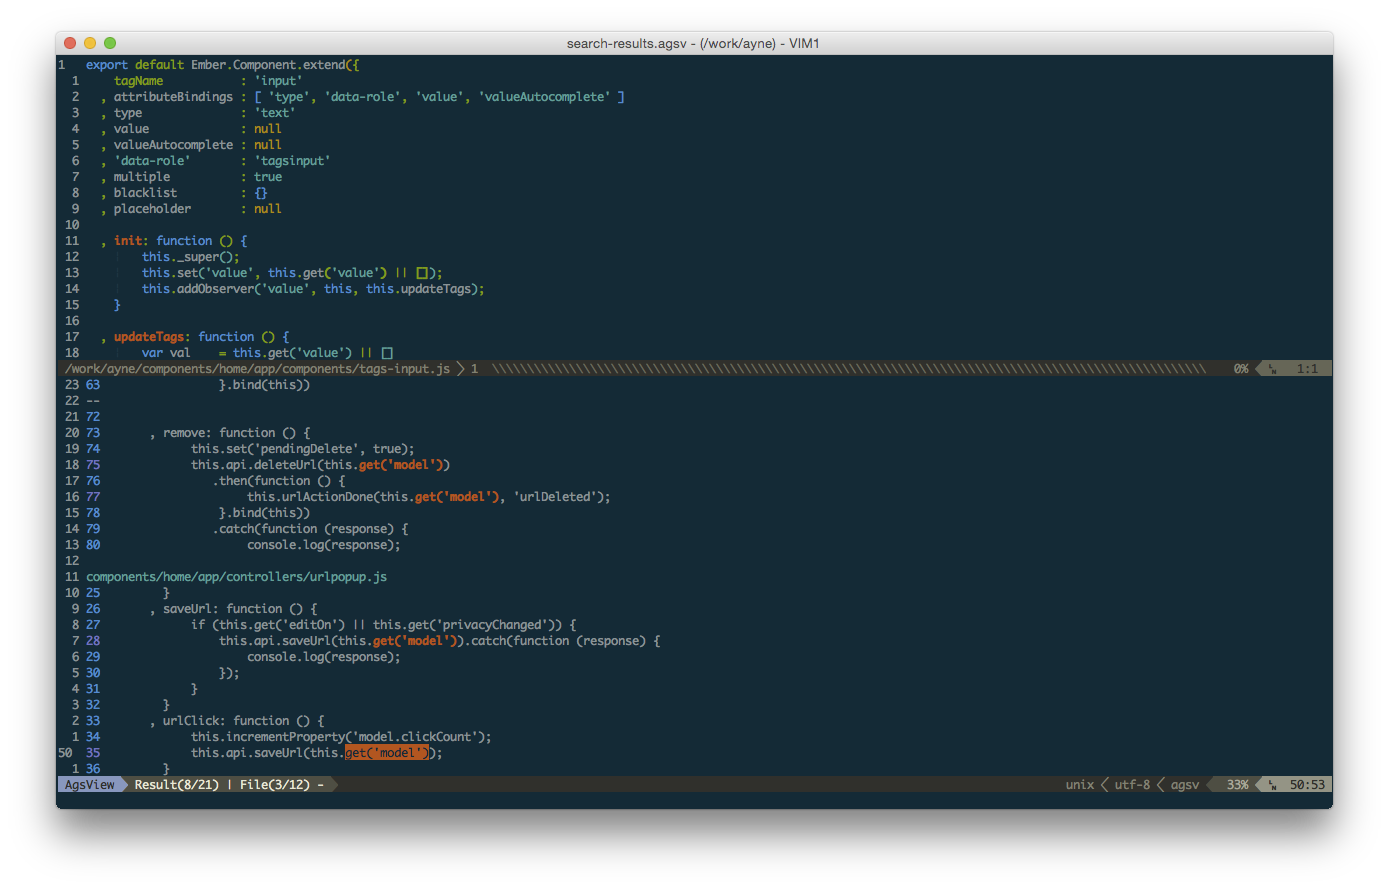 search-results.agsv - (/work/ayne) - VIM1
1   export default Ember.Component.extend({
  1     tagName           : 'input'
  2   , attributeBindings : [ 'type', 'data-role', 'value', 'valueAutocomplete' ]
  3   , type              : 'text'
  4   , value             : null
  5   , valueAutocomplete : null
  6   , 'data-role'       : 'tagsinput'
  7   , multiple          : true
  8   , blacklist         : {}
  9   , placeholder       : null
 10
 11   , init: function () {
 12         this._super();
 13         this.set('value', this.get('value') || []);
 14         this.addObserver('value', this, this.updateTags);
 15     }
 16
 17   , updateTags: function () {
 18         var val    = this.get('value') || []
/work/ayne/components/home/app/components/tags-input.js 1 \\\\\\\\\\\\\\\\\\\\\\\\\\\\\\\\\\\\\\\\\\\\\\\\\\\\\\\\\\\\\\\\\\\\\\\\\\\\\\\\\\\\\\\\\\\\\\\\\\\\\\ 0% LN 1:1
 23 63                 }.bind(this))
 22 --
 21 72
 20 73       , remove: function () {
 19 74             this.set('pendingDelete', true);
 18 75             this.api.deleteUrl(this.get('model'))
 17 76                .then(function () {
 16 77                     this.urlActionDone(this.get('model'), 'urlDeleted');
 15 78                 }.bind(this))
 14 79                .catch(function (response) {
 13 80                     console.log(response);
 12
 11 components/home/app/controllers/urlpopup.js
 10 25         }
  9 26       , saveUrl: function () {
  8 27             if (this.get('editOn') || this.get('privacyChanged')) {
  7 28                 this.api.saveUrl(this.get('model')).catch(function (response) {
  6 29                     console.log(response);
  5 30                 });
  4 31             }
  3 32         }
  2 33       , urlClick: function () {
  1 34             this.incrementProperty('model.clickCount');
50  35             this.api.saveUrl(this.get('model'));
  1 36         }
AgsView Result(8/21) | File(3/12) - unix utf-8 agsv 33% LN 50:53